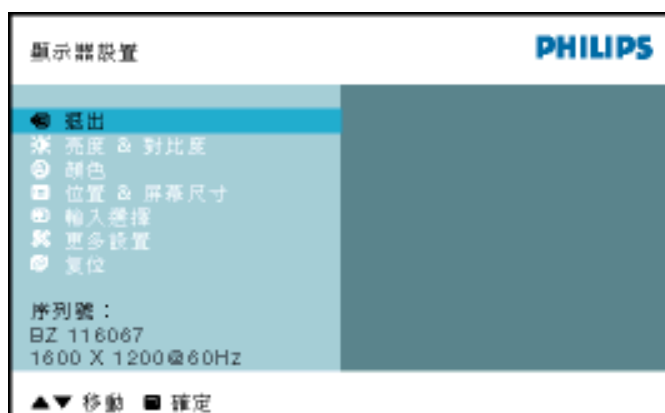 顯示器設置
PHILIPS
退出
亮度 & 對比度
顏色
位置 & 屏幕尺寸
輸入選擇
更多設置
复位
序列號：
BZ 116067
1600 X 1200@60Hz
▲▼ 移動 ■ 確定